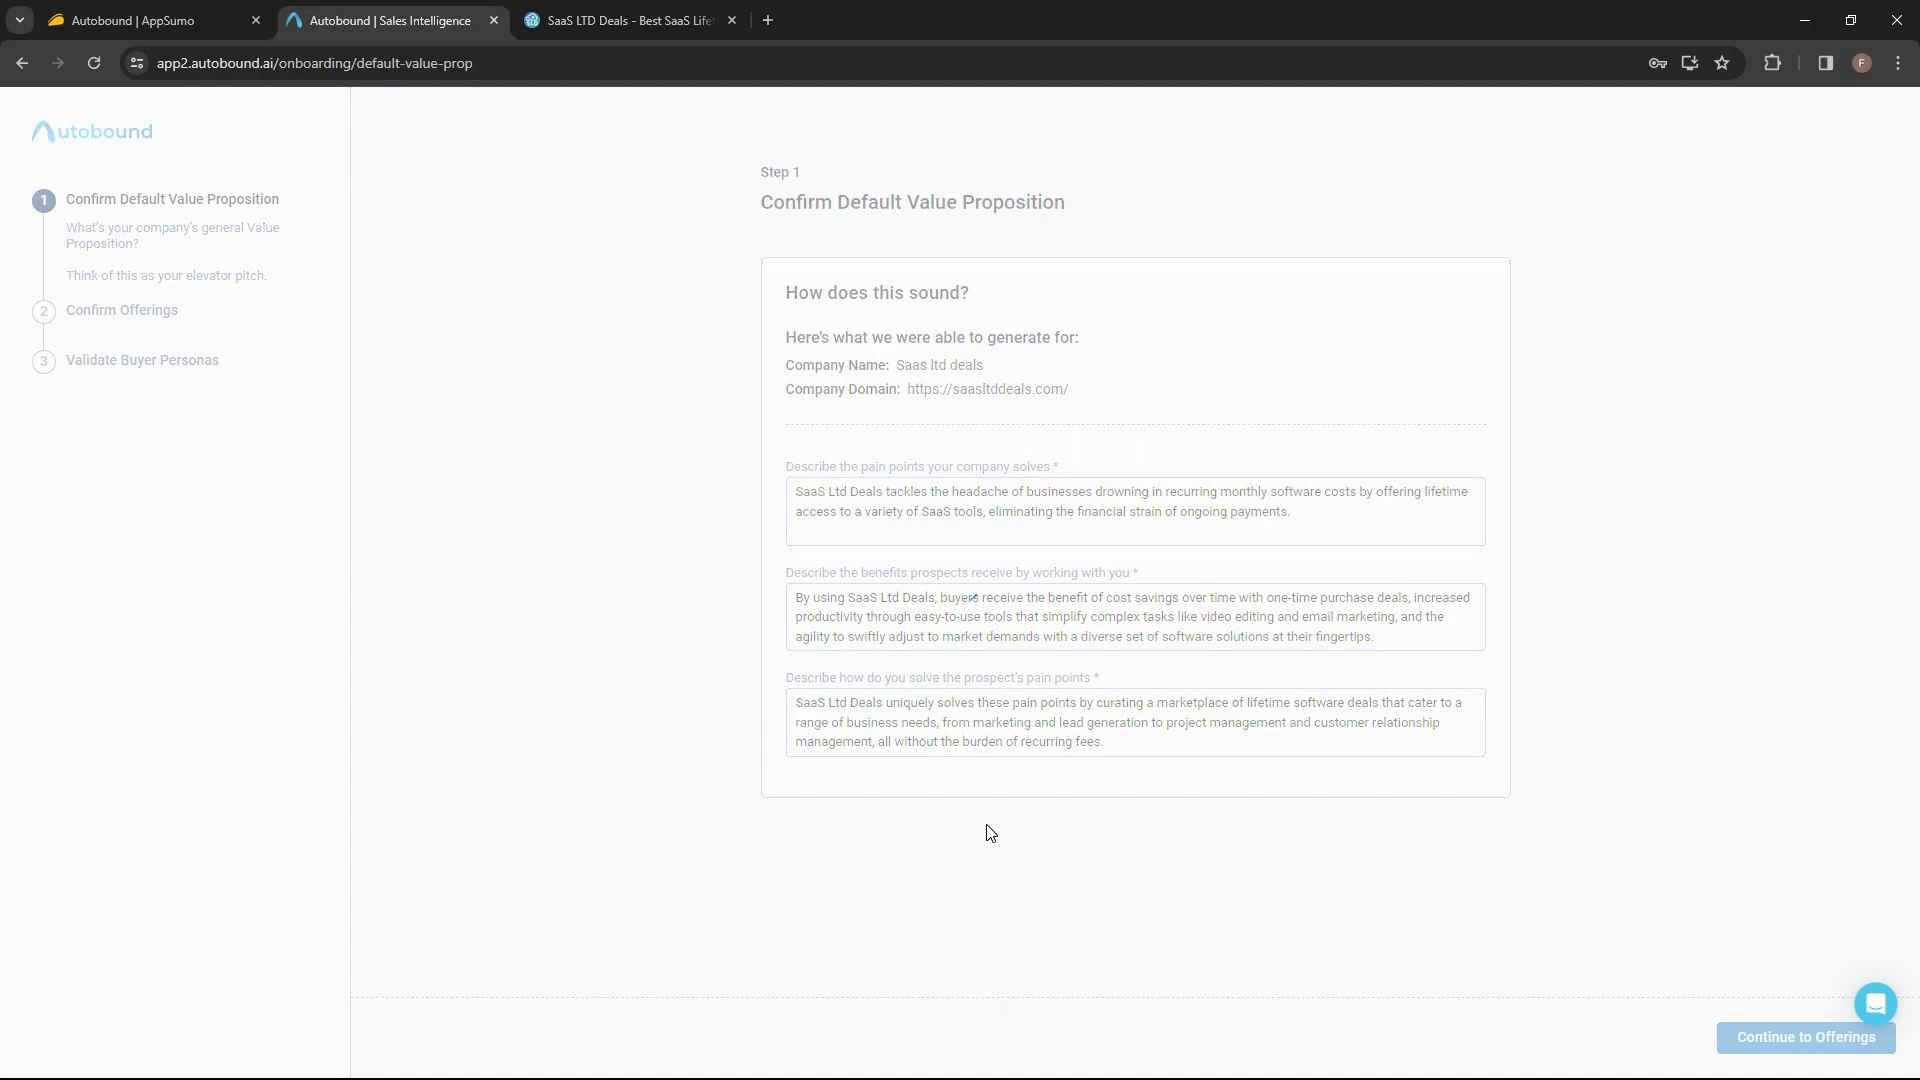 Autobound | AppSumo
Autobound | Sales Intelligence
SaaS LTD Deals - Best SaaS Life
app2.autobound.ai/onboarding/default-value-prop
F
utobound
1
Confirm Default Value Proposition
What's your company's general Value
Proposition?
Think of this as your elevator pitch.
2
Confirm Offerings
3
Validate Buyer Personas
Step 1
Confirm Default Value Proposition
How does this sound?
Here's what we were able to generate for:
Company Name: Saas ltd deals
Company Domain: https://saasltddeals.com/
Describe the pain points your company solves *
SaaS Ltd Deals tackles the headache of businesses drowning in recurring monthly software costs by offering lifetime
access to a variety of SaaS tools, eliminating the financial strain of ongoing payments.
Describe the benefits prospects receive by working with you *
By using SaaS Ltd Deals, buyers receive the benefit of cost savings over time with one-time purchase deals, increased
productivity through easy-to-use tools that simplify complex tasks like video editing and email marketing, and the
agility to swiftly adjust to market demands with a diverse set of software solutions at their fingertips.
Describe how do you solve the prospect's pain points *
SaaS Ltd Deals uniquely solves these pain points by curating a marketplace of lifetime software deals that cater to a
range of business needs, from marketing and lead generation to project management and customer relationship
management, all without the burden of recurring fees.
Continue to Offerings